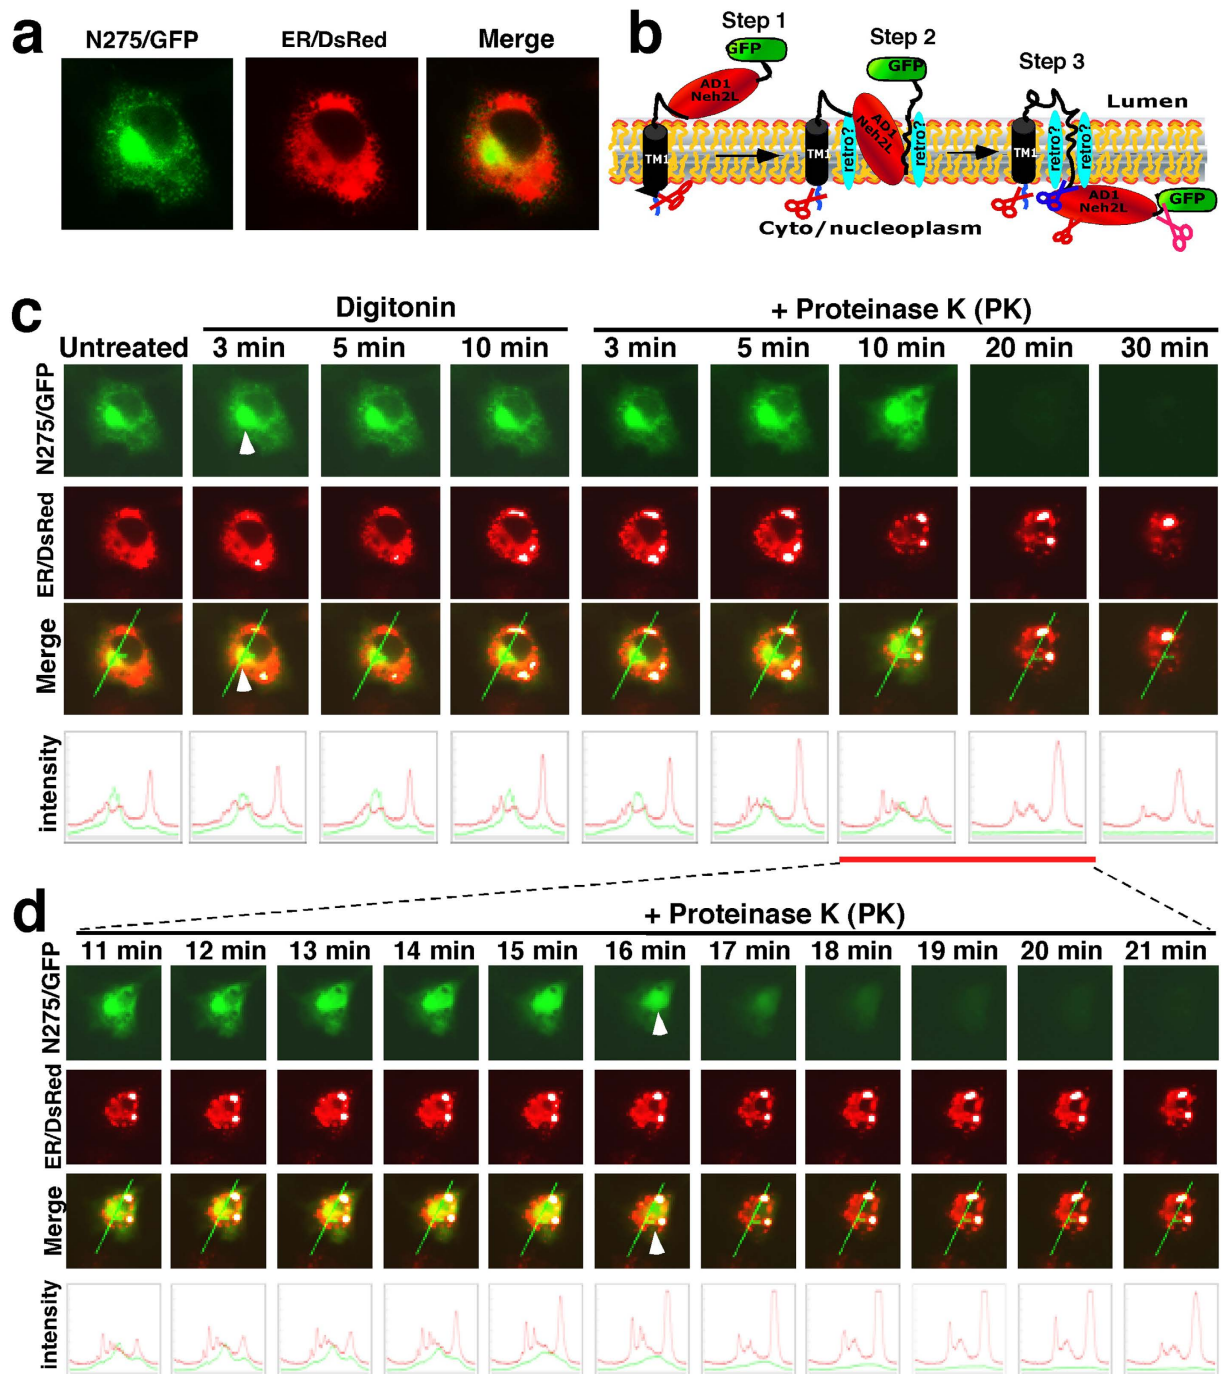 a
N275/GFP ER/DsRed Merge
b
Step 1
Step 2
Step 3
GFP
AD1
Neh2L
TM1
GFP
AD1
Neh2L
TM1
retro?
retro?
Lumen
TM1
retro?
retro?
AD1
Neh2L
GFP
Cyto/nucleoplasm
c
Digitonin
+ Proteinase K (PK)
Untreated 3 min 5 min 10 min 3 min 5 min 10 min 20 min 30 min
N275/GFP
ER/DsRed
Merge
intensity
d
+ Proteinase K (PK)
11 min 12 min 13 min 14 min 15 min 16 min 17 min 18 min 19 min 20 min 21 min
N275/GFP
ER/DsRed
Merge
intensity